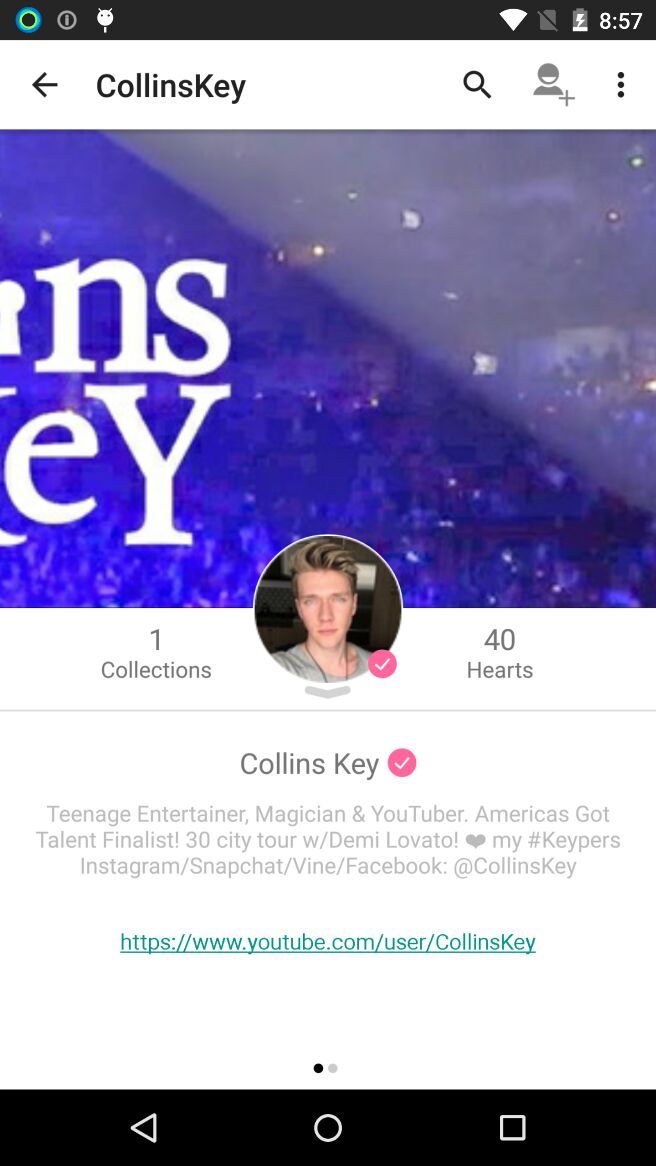 8:57
CollinsKey
ns
eY
1
Collections
40
Hearts
Collins Key
Teenage Entertainer, Magician & YouTuber. Americas Got
Talent Finalist! 30 city tour w/Demi Lovato! ❤ my #Keypers
Instagram/Snapchat/Vine/Facebook: @CollinsKey
https://www.youtube.com/user/CollinsKey